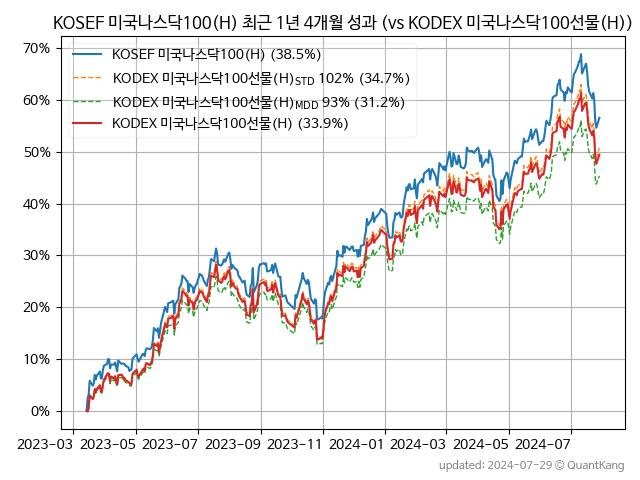 KOSEF 미국나스닥100(H) 최근 1년 4개월 성과 (vs KODEX 미국나스닥100선물(H))
70%
60%
50%
40%
30%
20%
10%
0%
KOSEF 미국나스닥100(H) (38.5%)
KODEX 미국나스닥100선물(H)STD 102% (34.7%)
KODEX 미국나스닥100선물(H)MDD 93% (31.2%)
KODEX 미국나스닥100선물(H) (33.9%)
2023-03 2023-05 2023-07 2023-09 2023-11 2024-01 2024-03 2024-05 2024-07
updated: 2024-07-29 © QuantKang